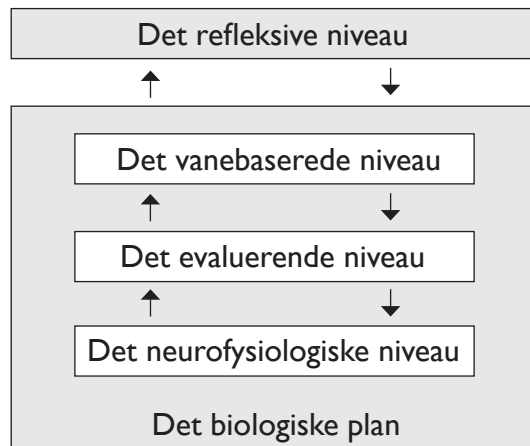 Det refleksive niveau
Det vanebaserede niveau
Det evaluerende niveau
Det neurofysiologiske niveau
Det biologiske plan